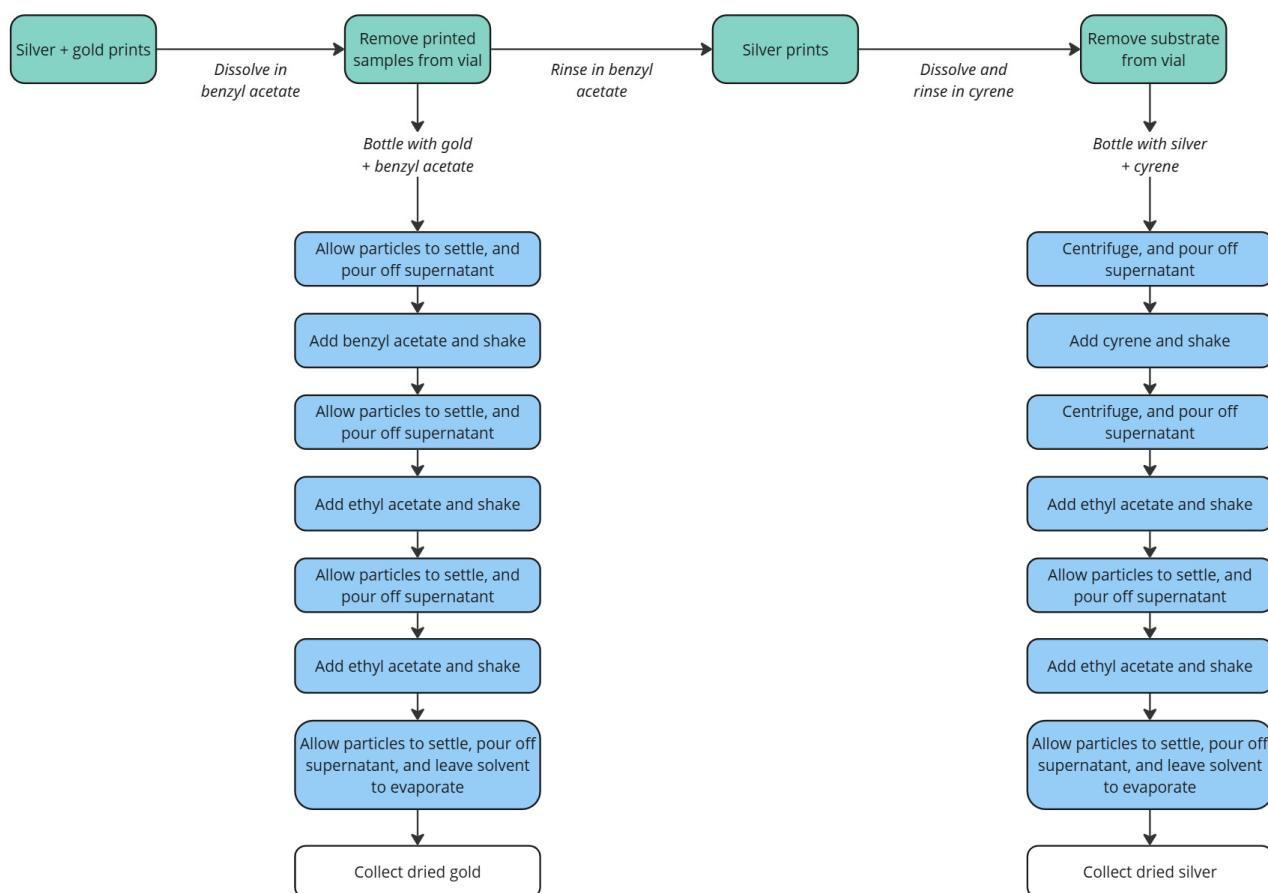 Silver + gold prints
Dissolve in
benzyl acetate
Remove printed
samples from vial
Rinse in benzyl
acetate
Silver prints
Dissolve and
rinse in cyrene
Remove substrate
from vial
Bottle with gold
+ benzyl acetate
Allow particles to settle, and
pour off supernatant
Add benzyl acetate and shake
Allow particles to settle, and
pour off supernatant
Add ethyl acetate and shake
Allow particles to settle, and
pour off supernatant
Add ethyl acetate and shake
Allow particles to settle, pour off
supernatant, and leave solvent
to evaporate
Collect dried gold
Bottle with silver
+ cyrene
Centrifuge, and pour off
supernatant
Add cyrene and shake
Centrifuge, and pour off
supernatant
Add ethyl acetate and shake
Allow particles to settle, and
pour off supernatant
Add ethyl acetate and shake
Allow particles to settle, pour off
supernatant, and leave solvent
to evaporate
Collect dried silver